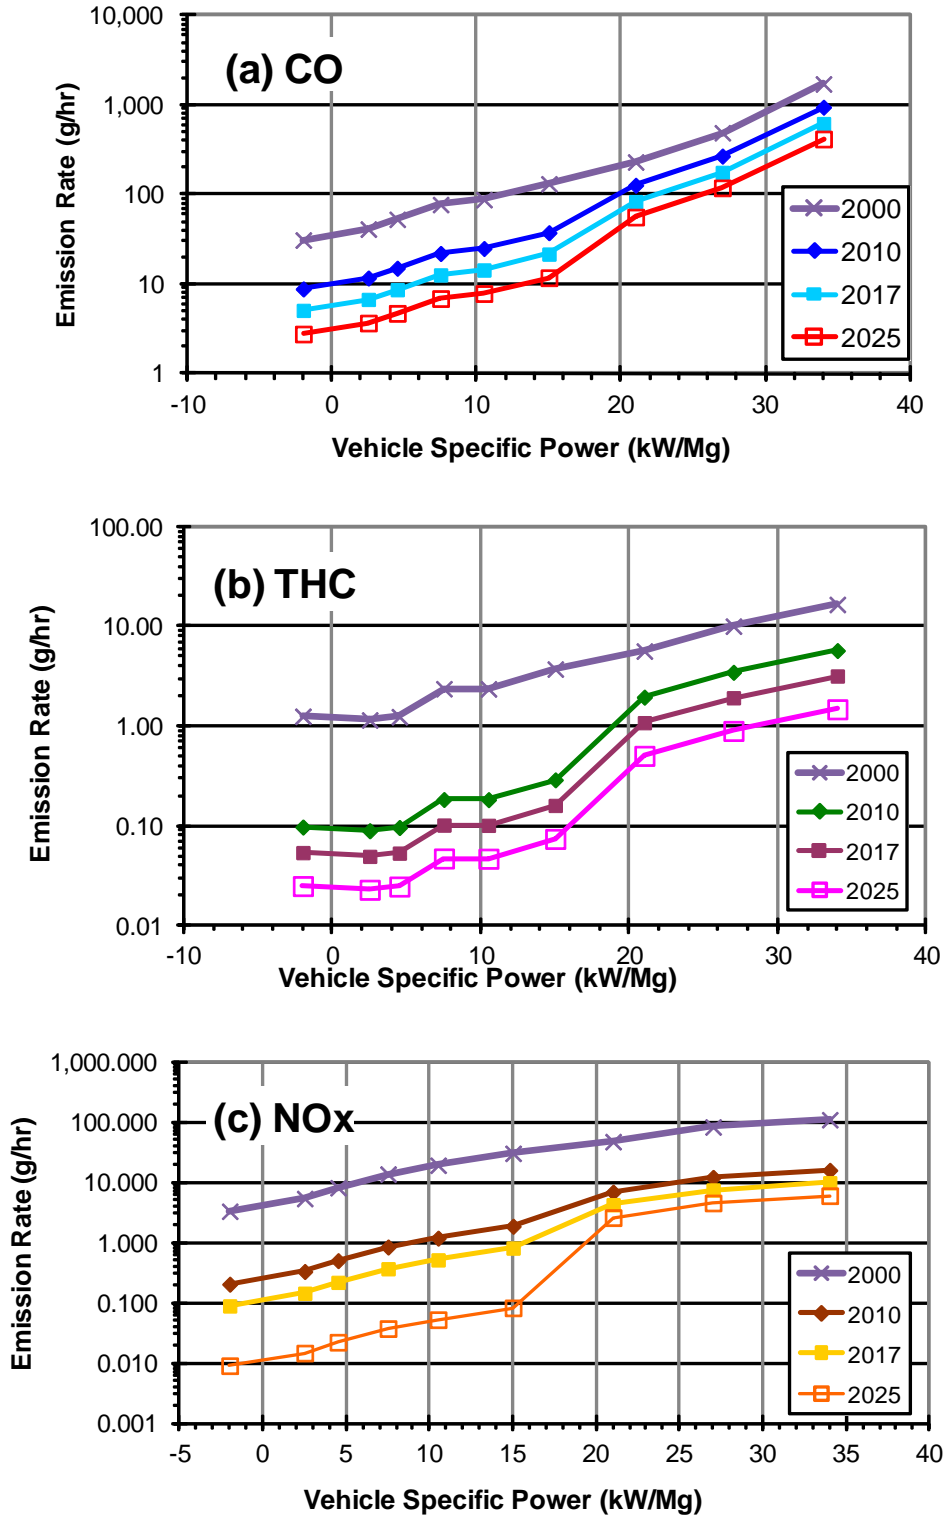 (a) CO
Emission Rate (g/hr)
10,000
1,000
100
10
1
-10 0 10 20 30 40
Vehicle Specific Power (kW/Mg)
2000
2010
2017
2025
(b) THC
Emission Rate (g/hr)
100.00
10.00
1.00
0.10
0.01
-10 0 10 20 30 40
Vehicle Specific Power (kW/Mg)
2000
2010
2017
2025
(c) NOx
Emission Rate (g/hr)
1,000.000
100.000
10.000
1.000
0.100
0.010
0.001
-5 0 5 10 15 20 25 30 35 40
Vehicle Specific Power (kW/Mg)
2000
2010
2017
2025